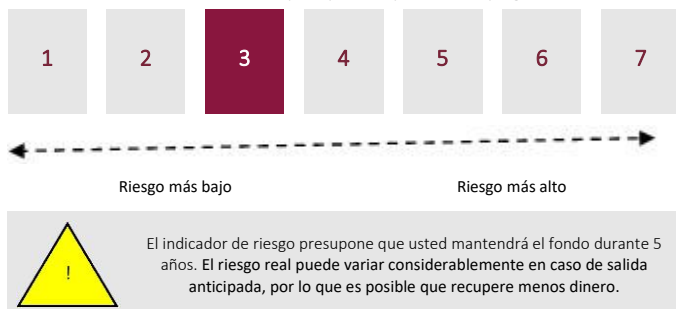 1 2 3 4 5 6 7
Riesgo más bajo Riesgo más alto
!
El indicador de riesgo presupone que usted mantendrá el fondo durante 5
años. El riesgo real puede variar considerablemente en caso de salida
anticipada, por lo que es posible que recupere menos dinero.